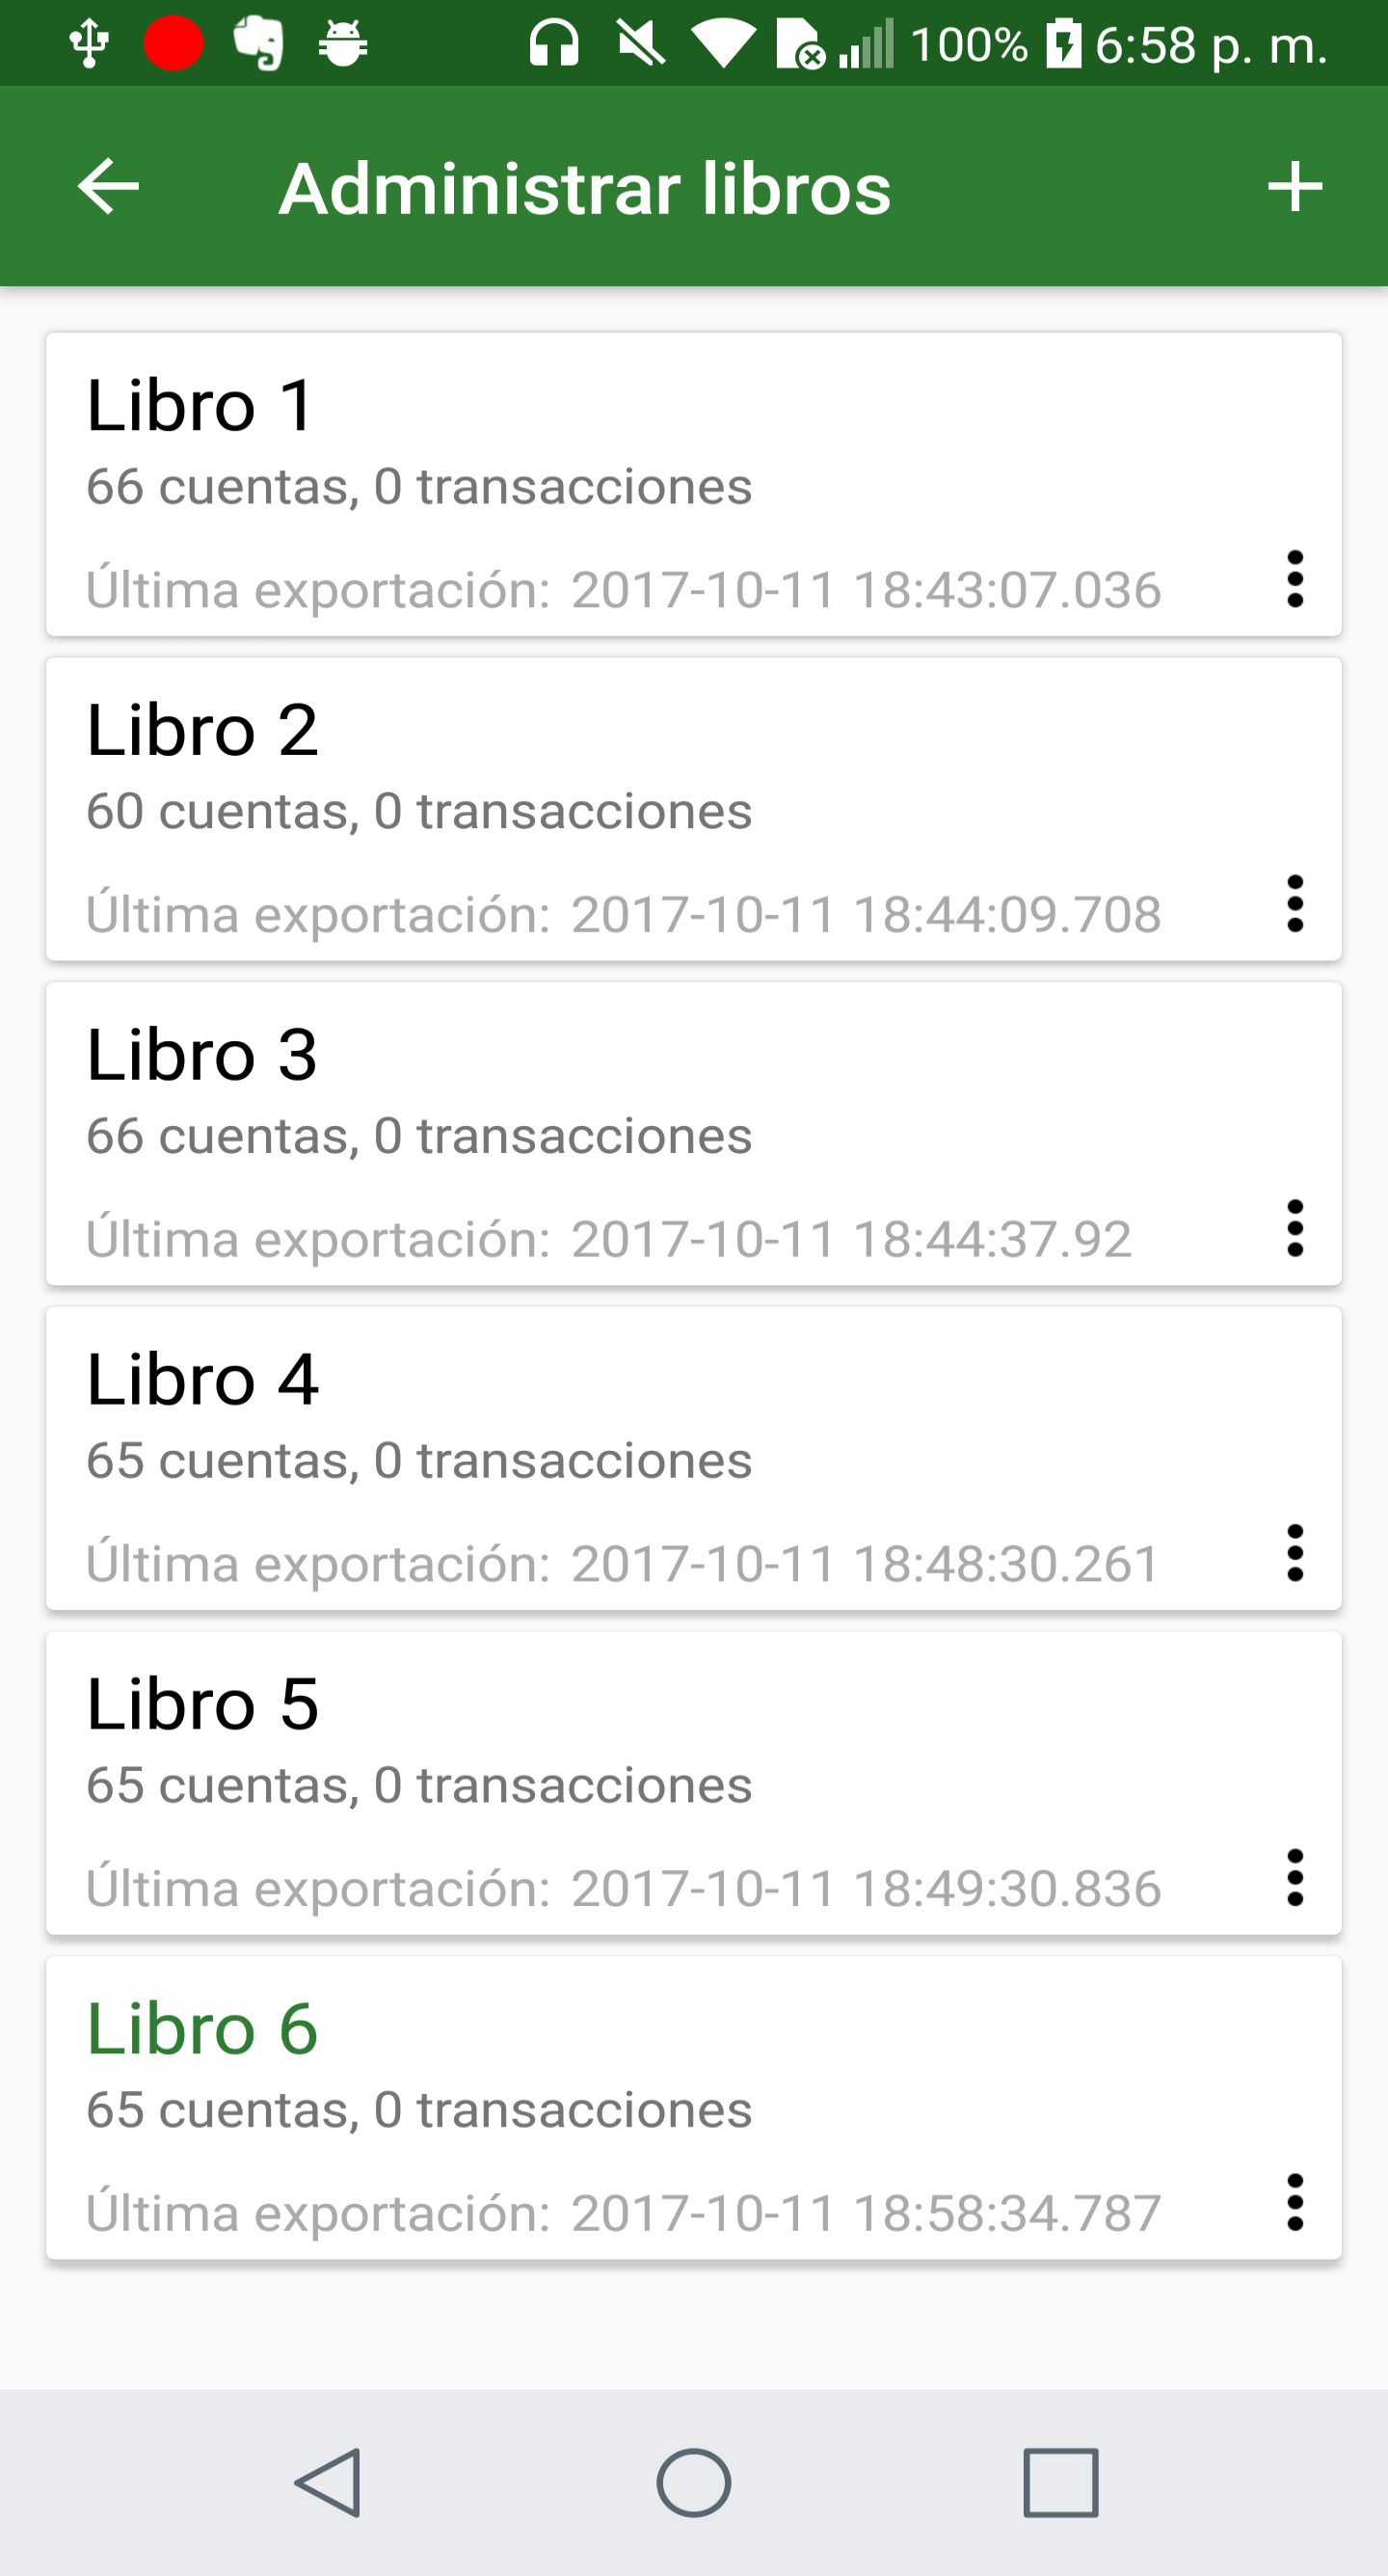 100% 6:58 p. m.
Administrar libros
Libro 1
66 cuentas, 0 transacciones
Última exportación: 2017-10-11 18:43:07.036
Libro 2
60 cuentas, 0 transacciones
Última exportación: 2017-10-11 18:44:09.708
Libro 3
66 cuentas, 0 transacciones
Última exportación: 2017-10-11 18:44:37.92
Libro 4
65 cuentas, 0 transacciones
Última exportación: 2017-10-11 18:48:30.261
Libro 5
65 cuentas, 0 transacciones
Última exportación: 2017-10-11 18:49:30.836
Libro 6
65 cuentas, 0 transacciones
Última exportación: 2017-10-11 18:58:34.787